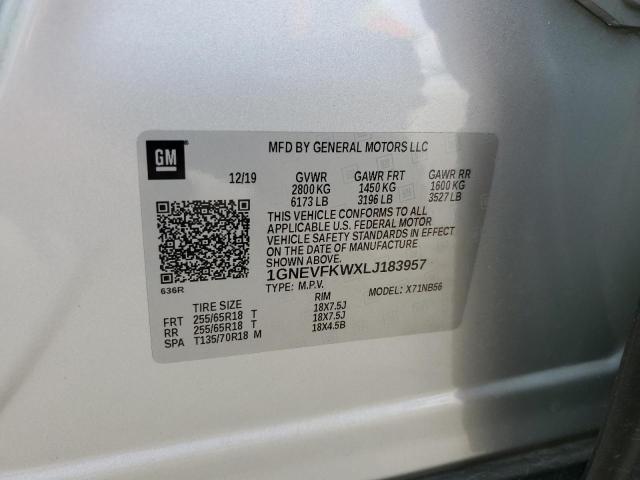 GM
MFD BY GENERAL MOTORS LLC
12/19 GVWR GAWR FRT GAWR RR
2800 KG 1450 KG 1600 KG
6173 LB 3196 LB 3527 LB
THIS VEHICLE CONFORMS TO ALL
APPLICABLE U.S. FEDERAL MOTOR
VEHICLE SAFETY STANDARDS IN EFFECT
ON THE DATE OF MANUFACTURE
SHOWN ABOVE.
1GNEVFKWXLJ183957
636R
TYPE: M.P.V. MODEL: X71NB56
TIRE SIZE RIM
FRT 255/65R18 T 18X7.5J
RR 255/65R18 T 18X7.5J
SPA T135/70R18 M 18X4.5B